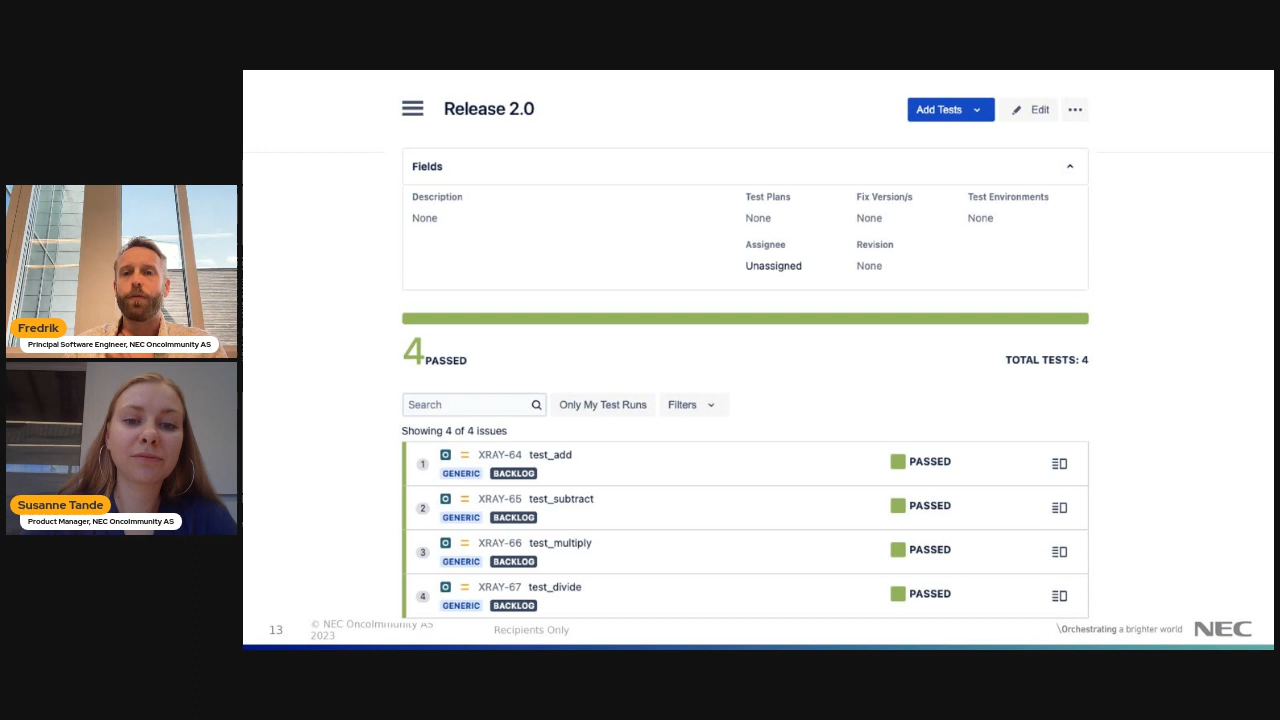 Fredrik
Principal Software Engineer, NEC OncoImmunity AS
Susanne Tande
Product Manager, NEC OncoImmunity AS
Release 2.0
Add Tests
Edit
Fields
Description
None
Test Plans
None
Fix Version/s
None
Test Environments
None
Assignee
Unassigned
Revision
None
4 PASSED
TOTAL TESTS: 4
Search
Only My Test Runs
Filters
Showing 4 of 4 issues
1 XRAY-64 test_add PASSED
GENERIC BACKLOG
2 XRAY-65 test_subtract PASSED
GENERIC BACKLOG
3 XRAY-66 test_multiply PASSED
GENERIC BACKLOG
4 XRAY-67 test_divide PASSED
GENERIC BACKLOG
13
© NEC OncoImmunity AS
2023
Recipients Only
\Orchestrating a brighter world
NEC